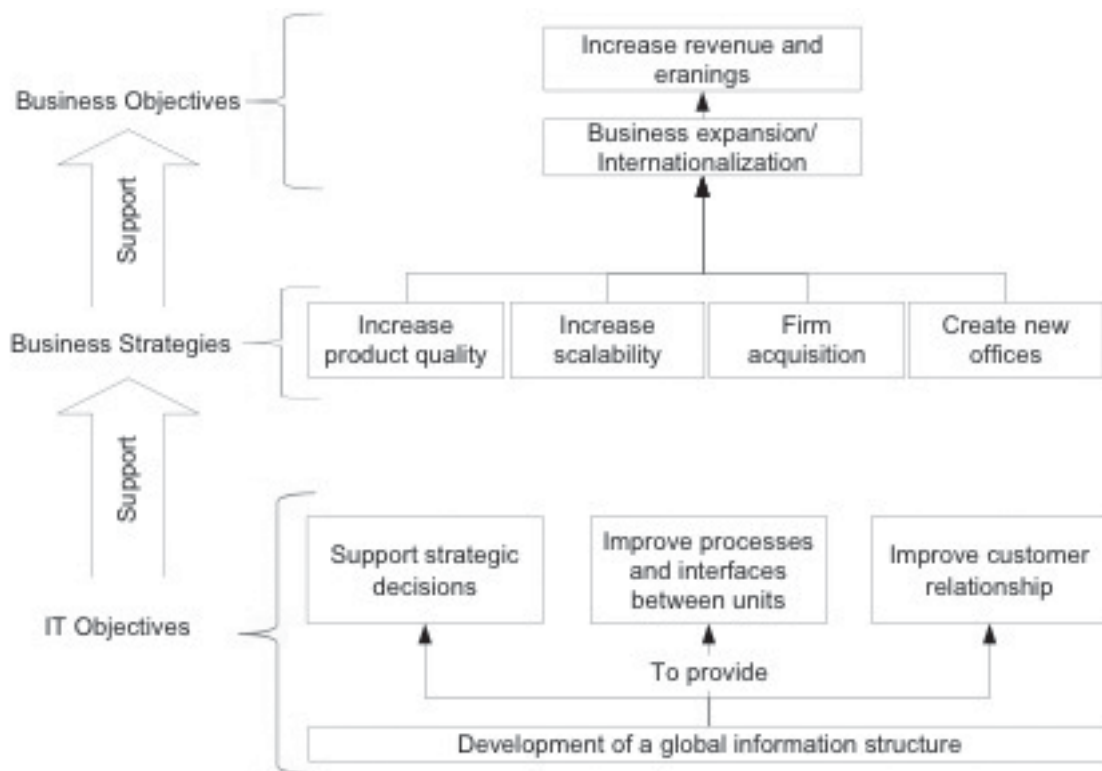 Increase revenue and
eranings
Business Objectives
Business expansion/
Internationalization
Support
Business Strategies
Increase
product quality
Increase
scalability
Firm
acquisition
Create new
offices
Support
IT Objectives
Support strategic
decisions
Improve processes
and interfaces
between units
Improve customer
relationship
To provide
Development of a global information structure